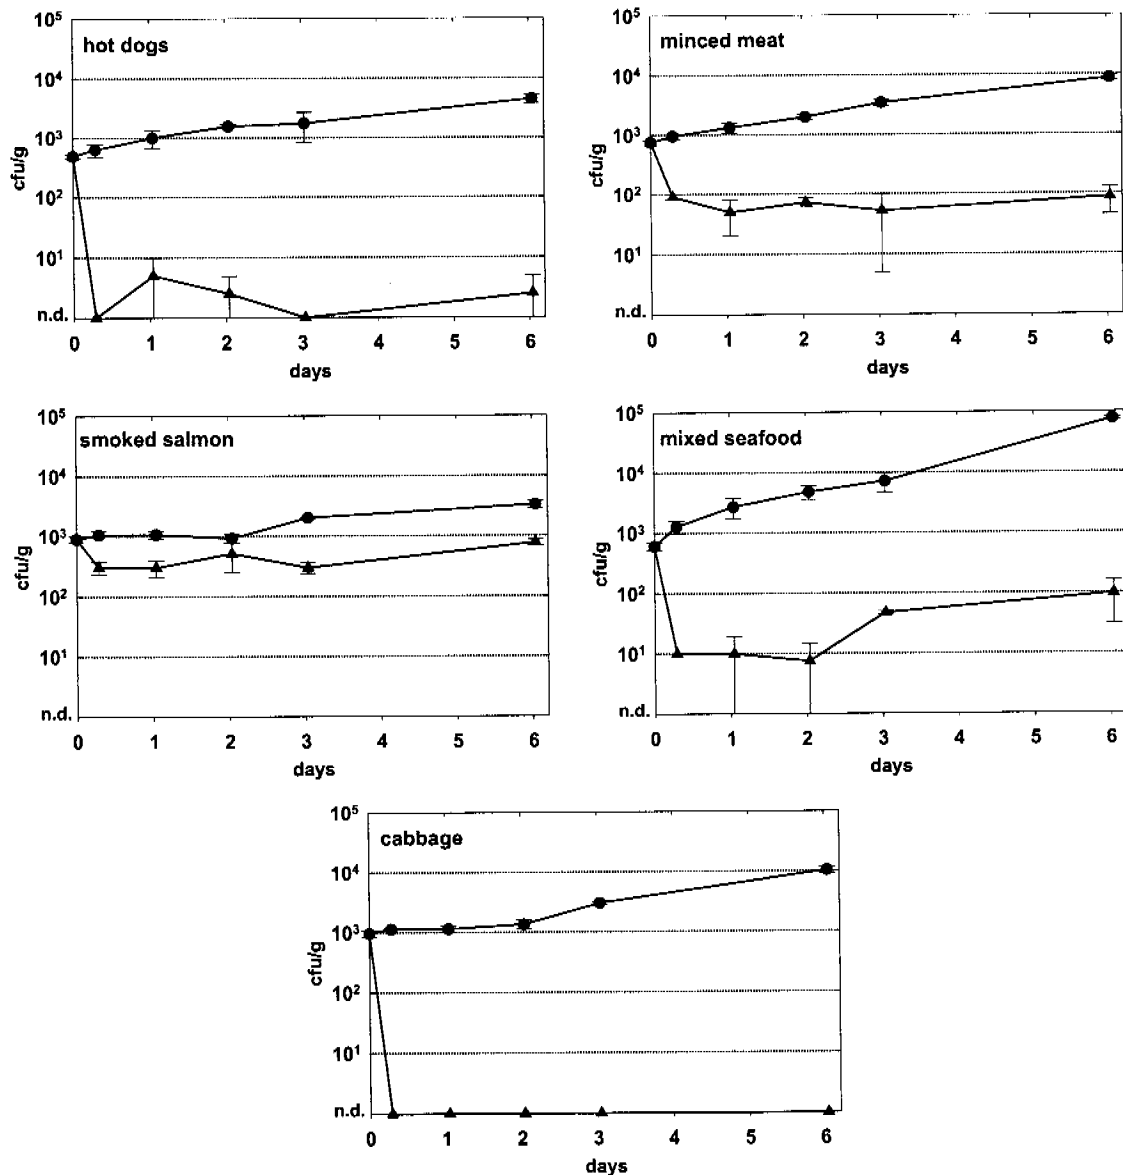 hot dogs
10⁵
10⁴
10³
10²
10¹
n.d.
cfu/g
0 1 2 3 4 5 6
days
minced meat
10⁵
10⁴
10³
10²
10¹
n.d.
cfu/g
0 1 2 3 4 5 6
days
smoked salmon
10⁵
10⁴
10³
10²
10¹
n.d.
cfu/g
0 1 2 3 4 5 6
days
mixed seafood
10⁵
10⁴
10³
10²
10¹
n.d.
cfu/g
0 1 2 3 4 5 6
days
cabbage
10⁵
10⁴
10³
10²
10¹
n.d.
cfu/g
0 1 2 3 4 5 6
days